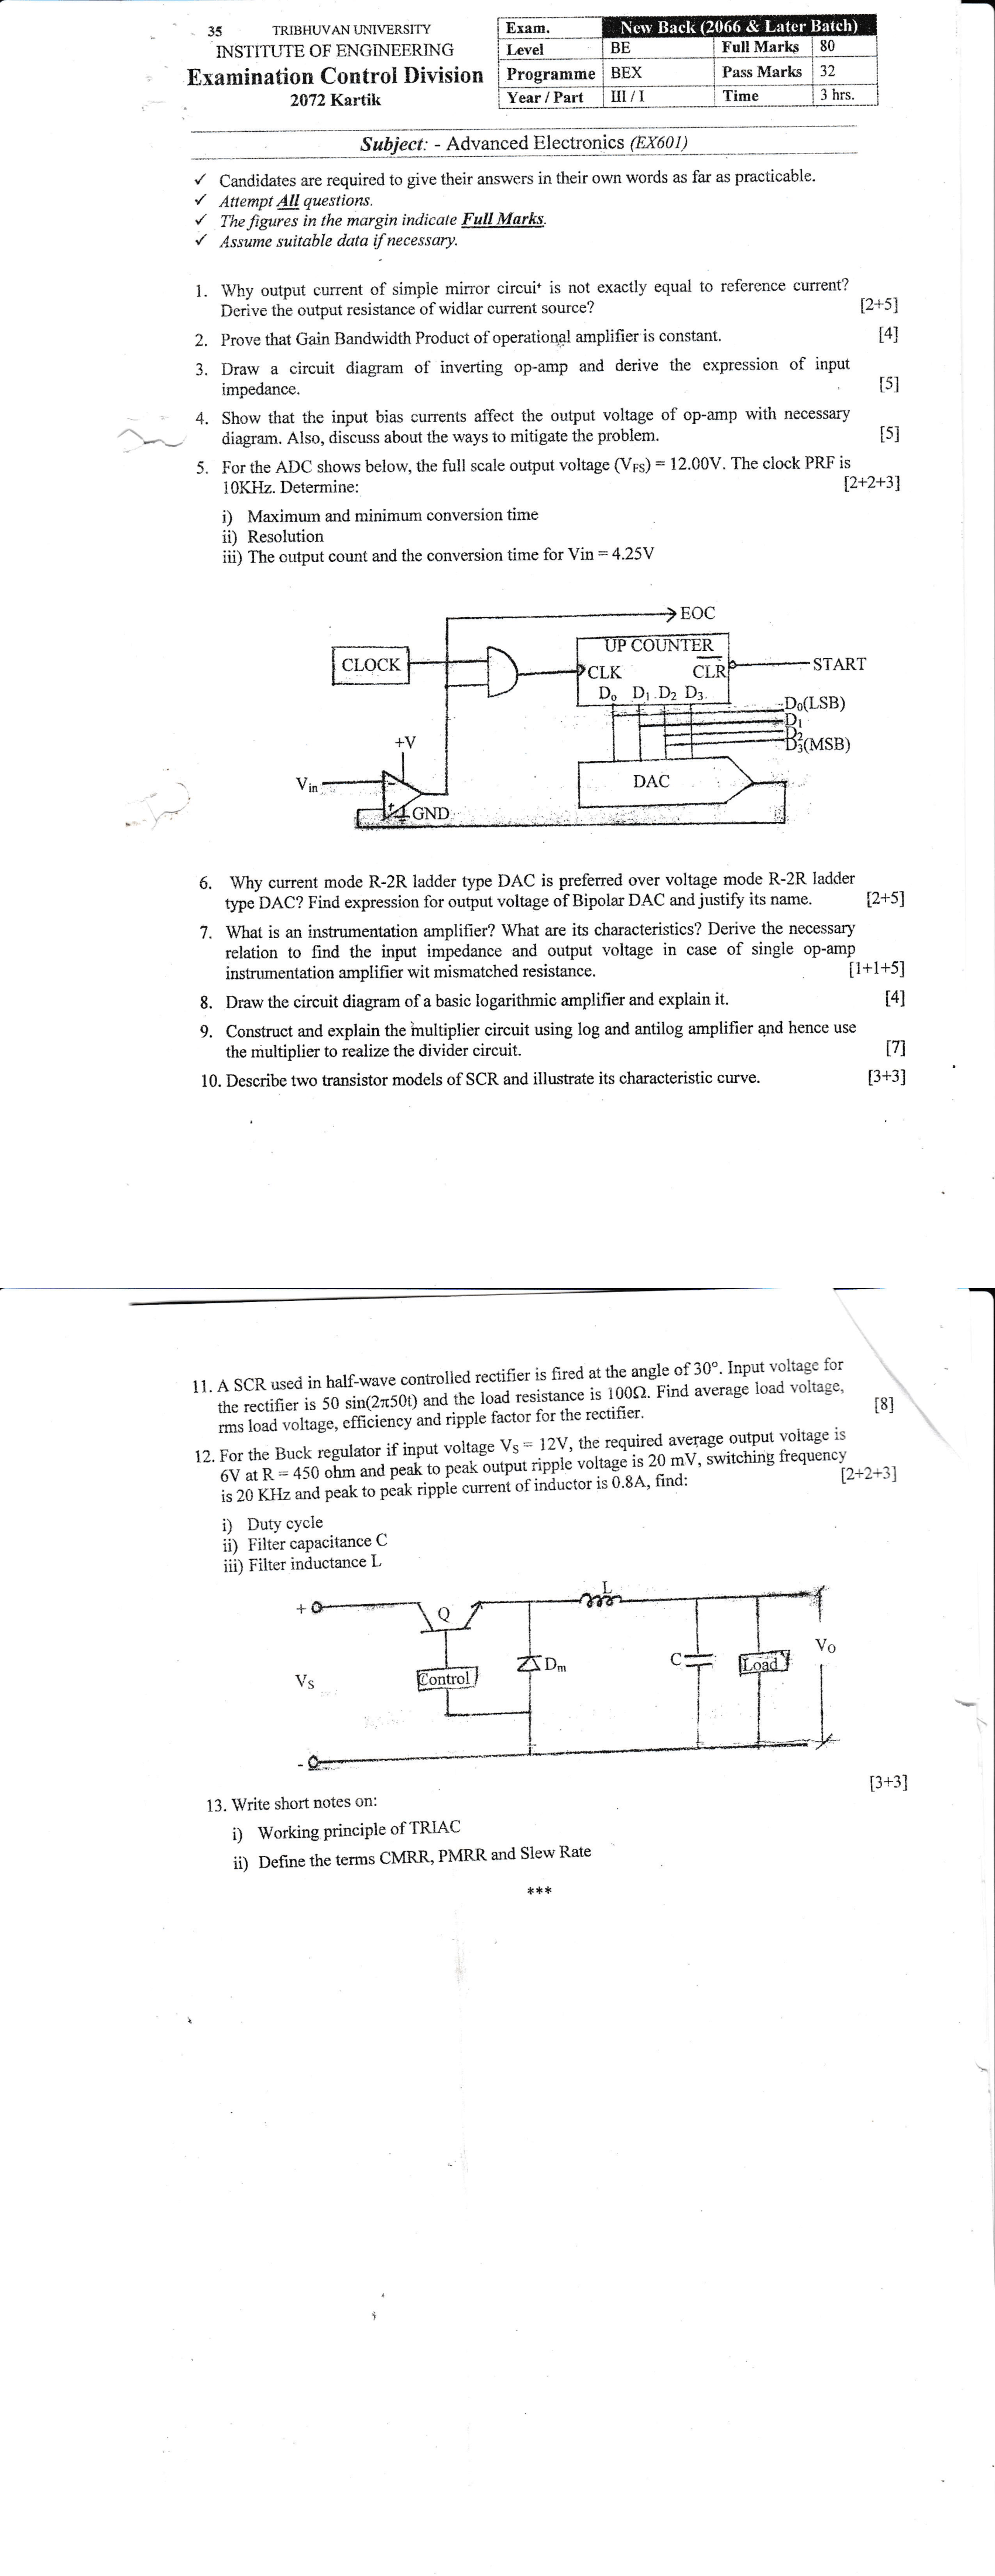 35 TRIBHUVAN UNIVERSITY
INSTITUTE OF ENGINEERING
Examination Control Division
2072 Kartik
Exam. New Back (2066 & Later Batch)
Level BE Full Marks 80
Programme BEX Pass Marks 32
Year / Part III / I Time 3 hrs.
Subject: - Advanced Electronics (EX601)
✓ Candidates are required to give their answers in their own words as far as practicable.
✓ Attempt All questions.
✓ The figures in the margin indicate Full Marks.
✓ Assume suitable data if necessary.
1. Why output current of simple mirror circuit is not exactly equal to reference current?
Derive the output resistance of widlar current source? [2+5]
2. Prove that Gain Bandwidth Product of operational amplifier is constant. [4]
3. Draw a circuit diagram of inverting op-amp and derive the expression of input
impedance. [5]
4. Show that the input bias currents affect the output voltage of op-amp with necessary
diagram. Also, discuss about the ways to mitigate the problem. [5]
5. For the ADC shows below, the full scale output voltage (VFS) = 12.00V. The clock PRF is
10KHz. Determine: [2+2+3]
i) Maximum and minimum conversion time
ii) Resolution
iii) The output count and the conversion time for Vin = 4.25V
EOC
UP COUNTER
CLOCK
CLK CLR
START
D0 D1 D2 D3
D0(LSB)
D1
D2
D3(MSB)
+V
Vin
DAC
GND
6. Why current mode R-2R ladder type DAC is preferred over voltage mode R-2R ladder
type DAC? Find expression for output voltage of Bipolar DAC and justify its name. [2+5]
7. What is an instrumentation amplifier? What are its characteristics? Derive the necessary
relation to find the input impedance and output voltage in case of single op-amp
instrumentation amplifier wit mismatched resistance. [1+1+5]
8. Draw the circuit diagram of a basic logarithmic amplifier and explain it. [4]
9. Construct and explain the multiplier circuit using log and antilog amplifier and hence use
the multiplier to realize the divider circuit. [7]
10. Describe two transistor models of SCR and illustrate its characteristic curve. [3+3]
11. A SCR used in half-wave controlled rectifier is fired at the angle of 30°. Input voltage for
the rectifier is 50 sin(2π50t) and the load resistance is 100Ω. Find average load voltage,
rms load voltage, efficiency and ripple factor for the rectifier. [8]
12. For the Buck regulator if input voltage VS = 12V, the required average output voltage is
6V at R = 450 ohm and peak to peak output ripple voltage is 20 mV, switching frequency
is 20 KHz and peak to peak ripple current of inductor is 0.8A, find: [2+2+3]
i) Duty cycle
ii) Filter capacitance C
iii) Filter inductance L
L
+
Q
VO
C
Load
Dm
Control
VS
-
[3+3]
13. Write short notes on:
i) Working principle of TRIAC
ii) Define the terms CMRR, PMRR and Slew Rate
***